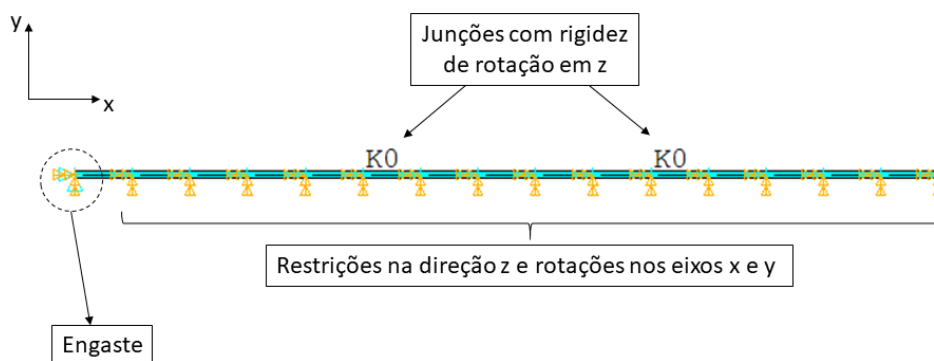 y
x
Junções com rigidez
de rotação em z
K0
K0
Restrições na direção z e rotações nos eixos x e y
Engaste